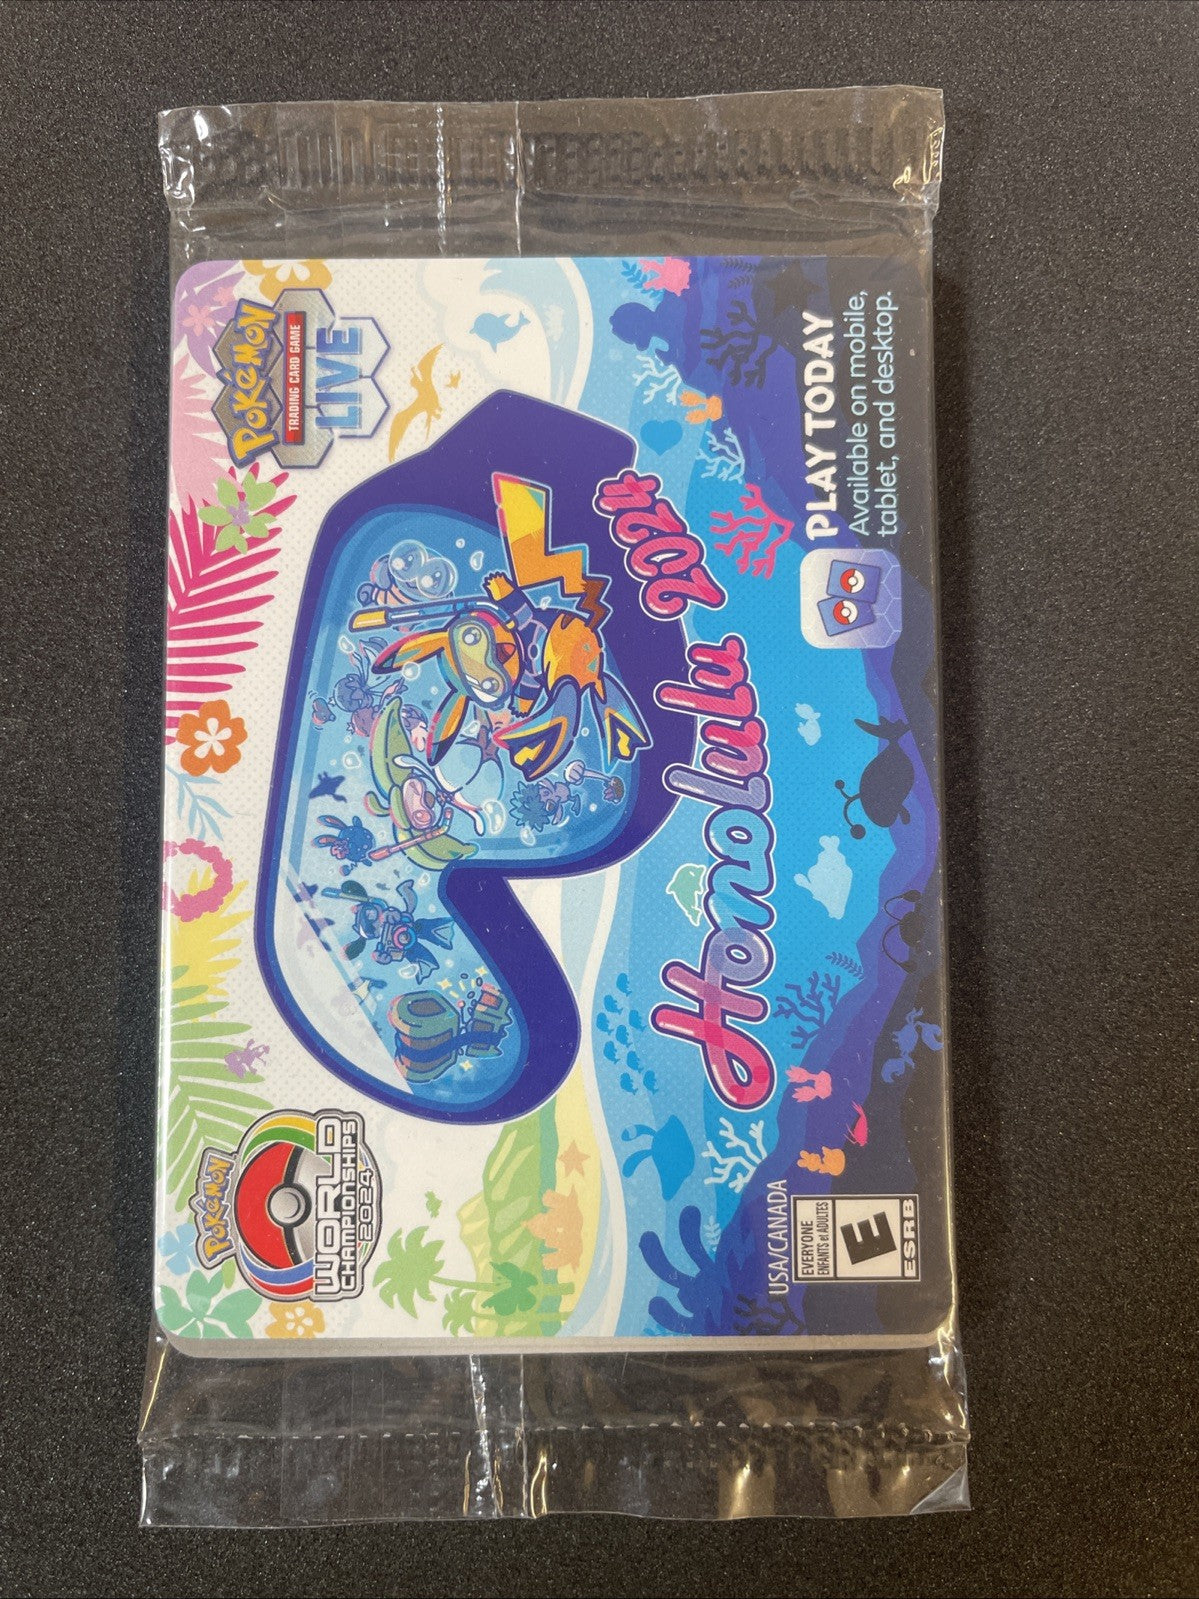 Pokémon
WORLD
CHAMPIONSHIPS
2024
Pokémon
TRADING CARD GAME
LIVE
Honolulu 2024
USA/CANADA
EVERYONE
ENFANTS et ADULTES
E
ESRB
PLAY TODAY
Available on mobile,
tablet, and desktop.